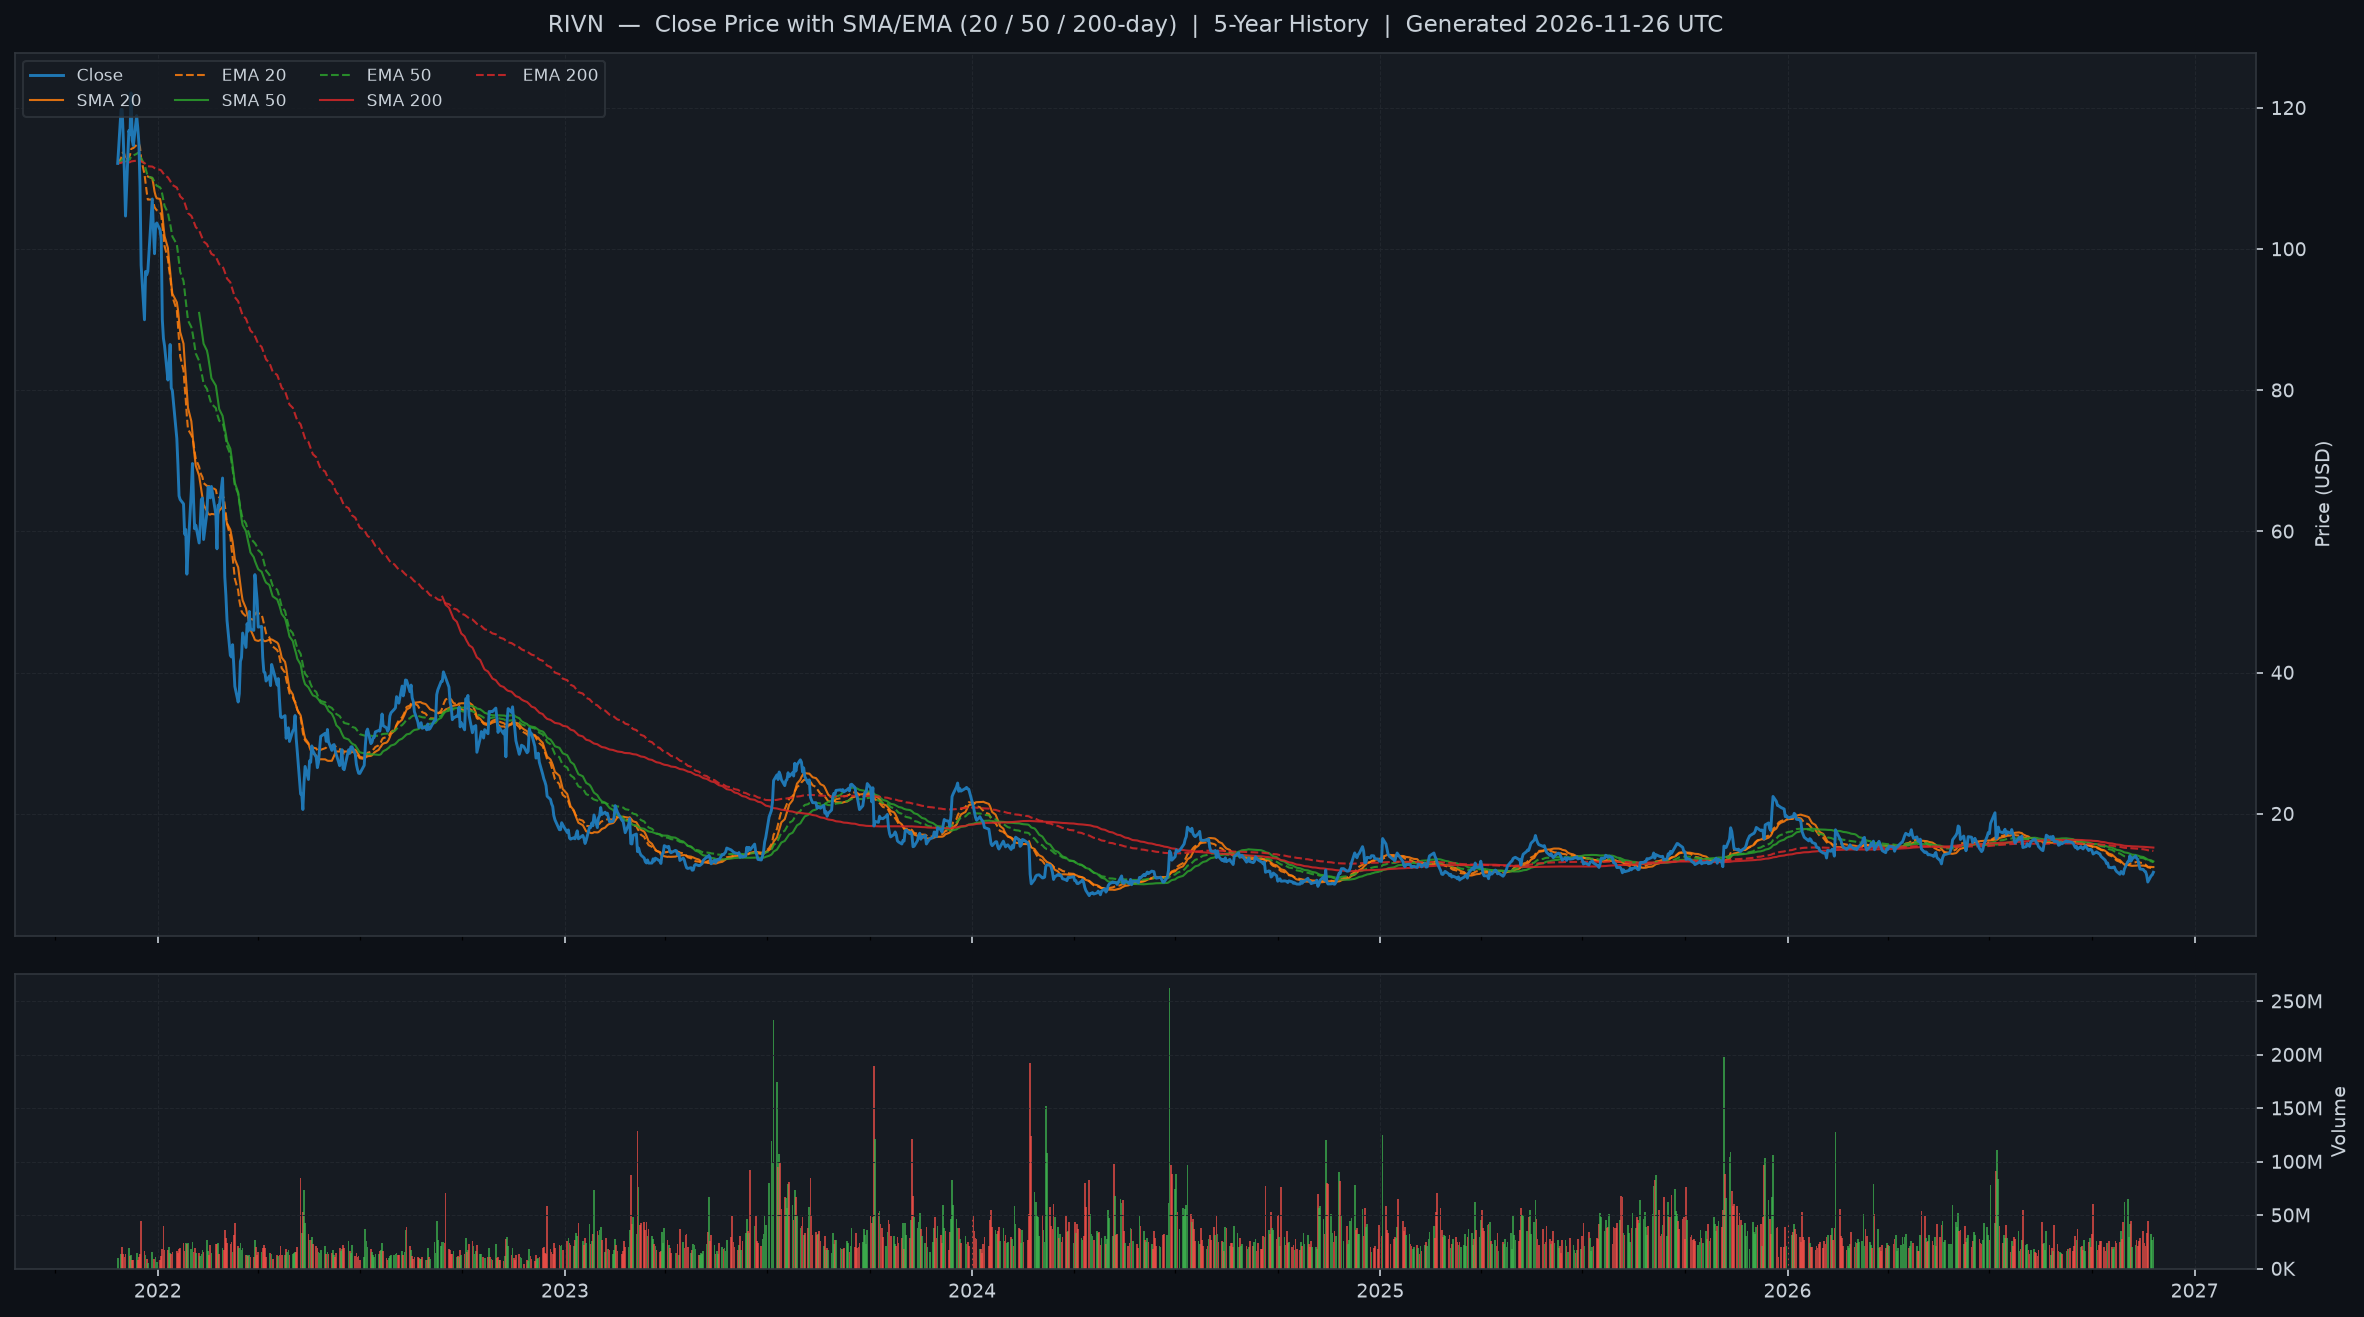 RIVN — Close Price with SMA/EMA (20 / 50 / 200-day) | 5-Year History | Generated 2026-11-26 UTC
Close EMA 20 EMA 50 EMA 200
SMA 20 SMA 50 SMA 200
120
100
80
60
40
20
Price (USD)
250M
200M
150M
100M
50M
0K
Volume
2022 2023 2024 2025 2026 2027